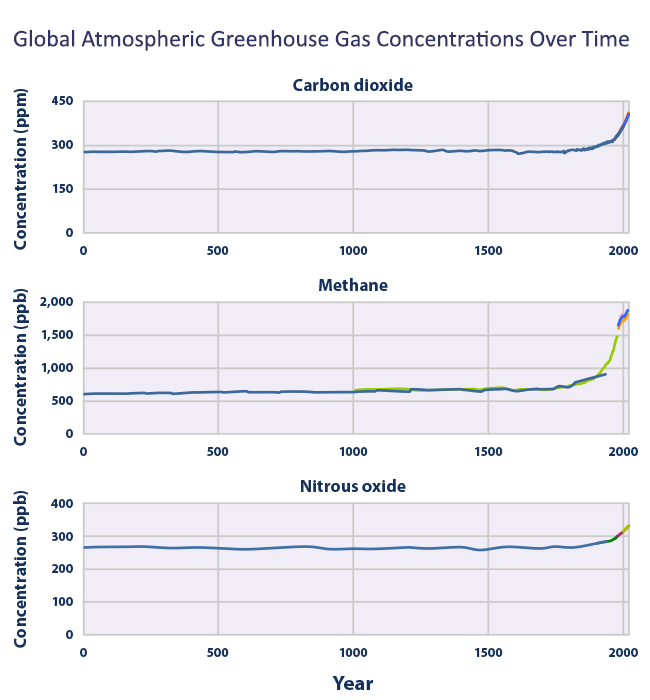 Global Atmospheric Greenhouse Gas Concentrations Over Time
Carbon dioxide
Concentration (ppm)
450
300
150
0
0 500 1000 1500 2000
Methane
Concentration (ppb)
2,000
1,500
1,000
500
0
0 500 1000 1500 2000
Nitrous oxide
Concentration (ppb)
400
300
200
100
0
0 500 1000 1500 2000
Year